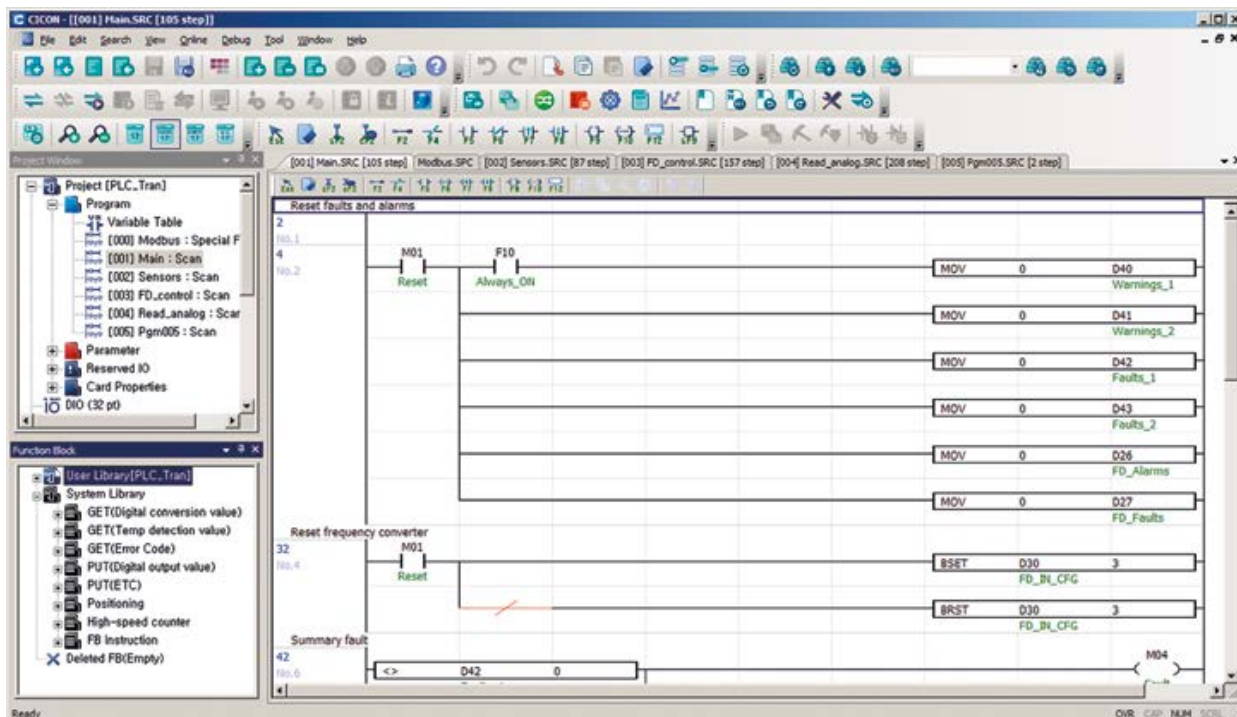 CICON - [[001] Main.SRC [105 step]]
File Edit Search View Online Debug Tool Window Help
Project Window
Project [PLC_Tran]
Program
Variable Table
[000] Modbus : Special F
[001] Main : Scan
[002] Sensors : Scan
[003] FD_control : Scan
[004] Read_analog : Scar
[005] Pgm005 : Scan
Parameter
Reserved IO
Card Properties
DIO (32 pt)
Function Block
User Library[PLC_Tran]
System Library
GET(Digital conversion value)
GET(Temp detection value)
GET(Error Code)
PUT(Digital output value)
PUT(ETC)
Positioning
High-speed counter
FB Instruction
Deleted FB(Empty)
[001] Main.SRC [105 step] Modbus.SPC [002] Sensors.SRC [87 step] [003] FD_control.SRC [157 step] [004] Read_analog.SRC [208 step] [005] Pgm005.SRC [2 step]
Reset faults and alarms
2
No.1
4
No.2
M01 F10
Reset Always_ON
MOV 0 D40
Warnings_1
MOV 0 D41
Warnings_2
MOV 0 D42
Faults_1
MOV 0 D43
Faults_2
MOV 0 D26
FD_Alarms
MOV 0 D27
FD_Faults
Reset frequency converter
32
No.4
M01
Reset
BSET D30 3
FD_IN_CFG
BRST D30 3
FD_IN_CFG
Summary fault
42
No.6
<> D42 0
M04
Ready
OVR CAP NUM SCRL